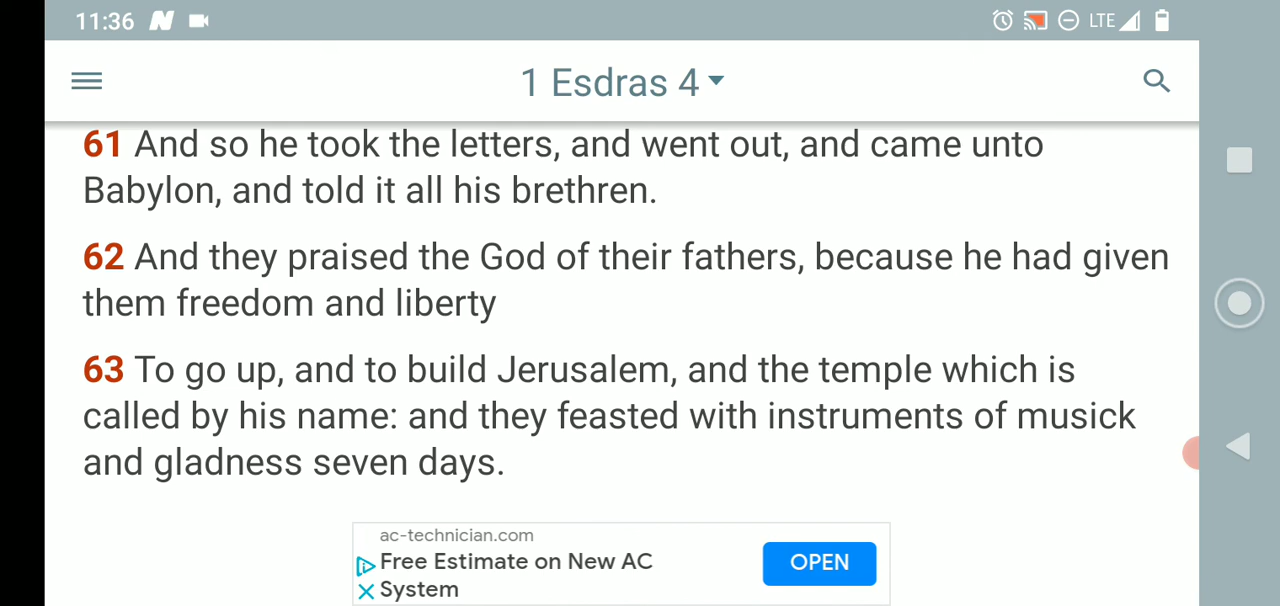 11:36 LTE
1 Esdras 4
61 And so he took the letters, and went out, and came unto
Babylon, and told it all his brethren.
62 And they praised the God of their fathers, because he had given
them freedom and liberty
63 To go up, and to build Jerusalem, and the temple which is
called by his name: and they feasted with instruments of musick
and gladness seven days.
ac-technician.com
Free Estimate on New AC
System
OPEN